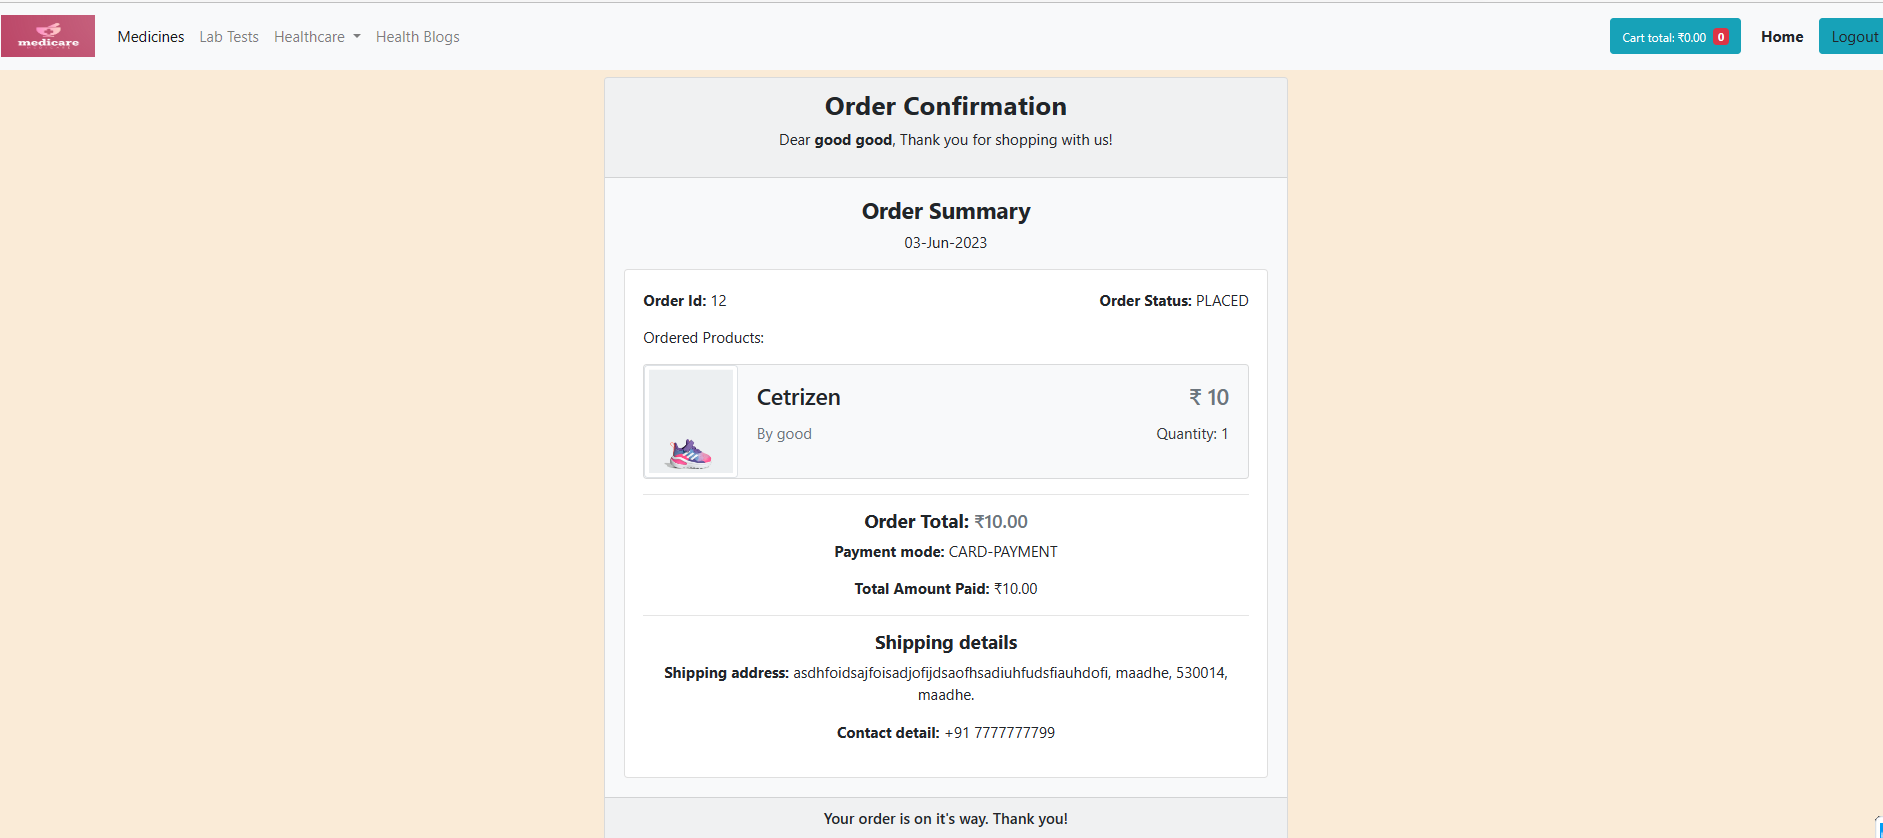 medicare
Medicines Lab Tests Healthcare Health Blogs Cart total: ₹0.00 0 Home Logout
Order Confirmation
Dear good good, Thank you for shopping with us!
Order Summary
03-Jun-2023
Order Id: 12 Order Status: PLACED
Ordered Products:
Cetrizen ₹ 10
By good Quantity: 1
Order Total: ₹10.00
Payment mode: CARD-PAYMENT
Total Amount Paid: ₹10.00
Shipping details
Shipping address: asdhfoidsajfoisadjofijdsaofhsadiuhfudsfiauhdofi, maadhe, 530014,
maadhe.
Contact detail: +91 7777777799
Your order is on it's way. Thank you!